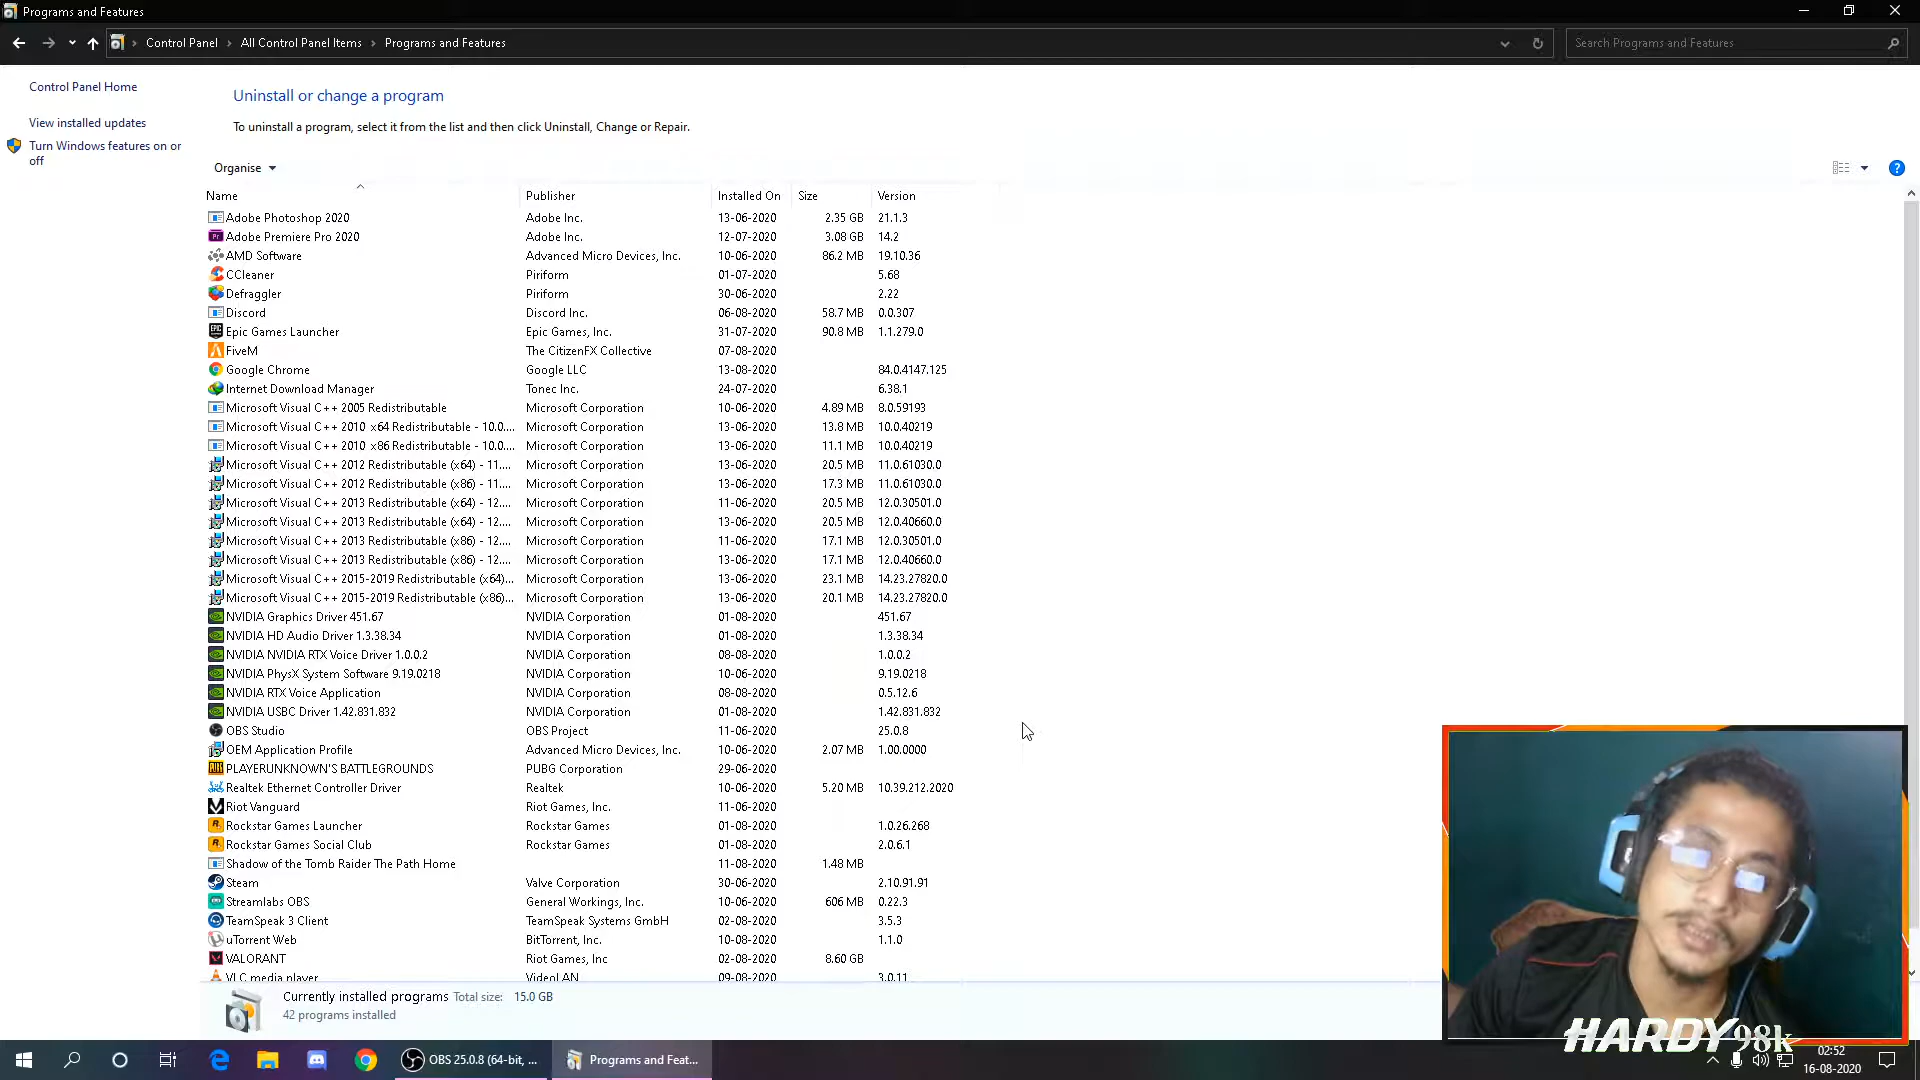 Programs and Features
Control Panel > All Control Panel Items > Programs and Features
Search Programs and Features
Control Panel Home
View installed updates
Turn Windows features on or
off
Uninstall or change a program
To uninstall a program, select it from the list and then click Uninstall, Change or Repair.
Organise
Name Publisher Installed On Size Version
Adobe Photoshop 2020 Adobe Inc. 13-06-2020 2.35 GB 21.1.3
Adobe Premiere Pro 2020 Adobe Inc. 12-07-2020 3.08 GB 14.2
AMD Software Advanced Micro Devices, Inc. 10-06-2020 86.2 MB 19.10.36
CCleaner Piriform 01-07-2020 5.68
Defraggler Piriform 30-06-2020 2.22
Discord Discord Inc. 06-08-2020 58.7 MB 0.0.307
Epic Games Launcher Epic Games, Inc. 31-07-2020 90.8 MB 1.1.279.0
FiveM The CitizenFX Collective 07-08-2020
Google Chrome Google LLC 13-08-2020 84.0.4147.125
Internet Download Manager Tonec Inc. 24-07-2020 6.38.1
Microsoft Visual C++ 2005 Redistributable Microsoft Corporation 10-06-2020 4.89 MB 8.0.59193
Microsoft Visual C++ 2010 x64 Redistributable - 10.0.... Microsoft Corporation 13-06-2020 13.8 MB 10.0.40219
Microsoft Visual C++ 2010 x86 Redistributable - 10.0.... Microsoft Corporation 13-06-2020 11.1 MB 10.0.40219
Microsoft Visual C++ 2012 Redistributable (x64) - 11.... Microsoft Corporation 13-06-2020 20.5 MB 11.0.61030.0
Microsoft Visual C++ 2012 Redistributable (x86) - 11.... Microsoft Corporation 13-06-2020 17.3 MB 11.0.61030.0
Microsoft Visual C++ 2013 Redistributable (x64) - 12.... Microsoft Corporation 11-06-2020 20.5 MB 12.0.30501.0
Microsoft Visual C++ 2013 Redistributable (x64) - 12.... Microsoft Corporation 13-06-2020 20.5 MB 12.0.40660.0
Microsoft Visual C++ 2013 Redistributable (x86) - 12.... Microsoft Corporation 11-06-2020 17.1 MB 12.0.30501.0
Microsoft Visual C++ 2013 Redistributable (x86) - 12.... Microsoft Corporation 13-06-2020 17.1 MB 12.0.40660.0
Microsoft Visual C++ 2015-2019 Redistributable (x64)... Microsoft Corporation 13-06-2020 23.1 MB 14.23.27820.0
Microsoft Visual C++ 2015-2019 Redistributable (x86)... Microsoft Corporation 13-06-2020 20.1 MB 14.23.27820.0
NVIDIA Graphics Driver 451.67 NVIDIA Corporation 01-08-2020 451.67
NVIDIA HD Audio Driver 1.3.38.34 NVIDIA Corporation 01-08-2020 1.3.38.34
NVIDIA NVIDIA RTX Voice Driver 1.0.0.2 NVIDIA Corporation 08-08-2020 1.0.0.2
NVIDIA PhysX System Software 9.19.0218 NVIDIA Corporation 10-06-2020 9.19.0218
NVIDIA RTX Voice Application NVIDIA Corporation 08-08-2020 0.5.12.6
NVIDIA USBC Driver 1.42.831.832 NVIDIA Corporation 01-08-2020 1.42.831.832
OBS Studio OBS Project 11-06-2020 25.0.8
OEM Application Profile Advanced Micro Devices, Inc. 10-06-2020 2.07 MB 1.00.0000
PLAYERUNKNOWN'S BATTLEGROUNDS PUBG Corporation 29-06-2020
Realtek Ethernet Controller Driver Realtek 10-06-2020 5.20 MB 10.39.212.2020
Riot Vanguard Riot Games, Inc. 11-06-2020
Rockstar Games Launcher Rockstar Games 01-08-2020 1.0.26.268
Rockstar Games Social Club Rockstar Games 01-08-2020 2.0.6.1
Shadow of the Tomb Raider The Path Home 11-08-2020 1.48 MB
Steam Valve Corporation 30-06-2020 2.10.91.91
Streamlabs OBS General Workings, Inc. 10-06-2020 606 MB 0.22.3
TeamSpeak 3 Client TeamSpeak Systems GmbH 02-08-2020 3.5.3
uTorrent Web BitTorrent, Inc. 10-08-2020 1.1.0
VALORANT Riot Games, Inc 02-08-2020 8.60 GB
VLC media player VideoLAN 09-08-2020 3.0.11
Currently installed programs Total size: 15.0 GB
42 programs installed
HARDY98k
OBS 25.0.8 (64-bit, ...
Programs and Feat...
02:52
16-08-2020